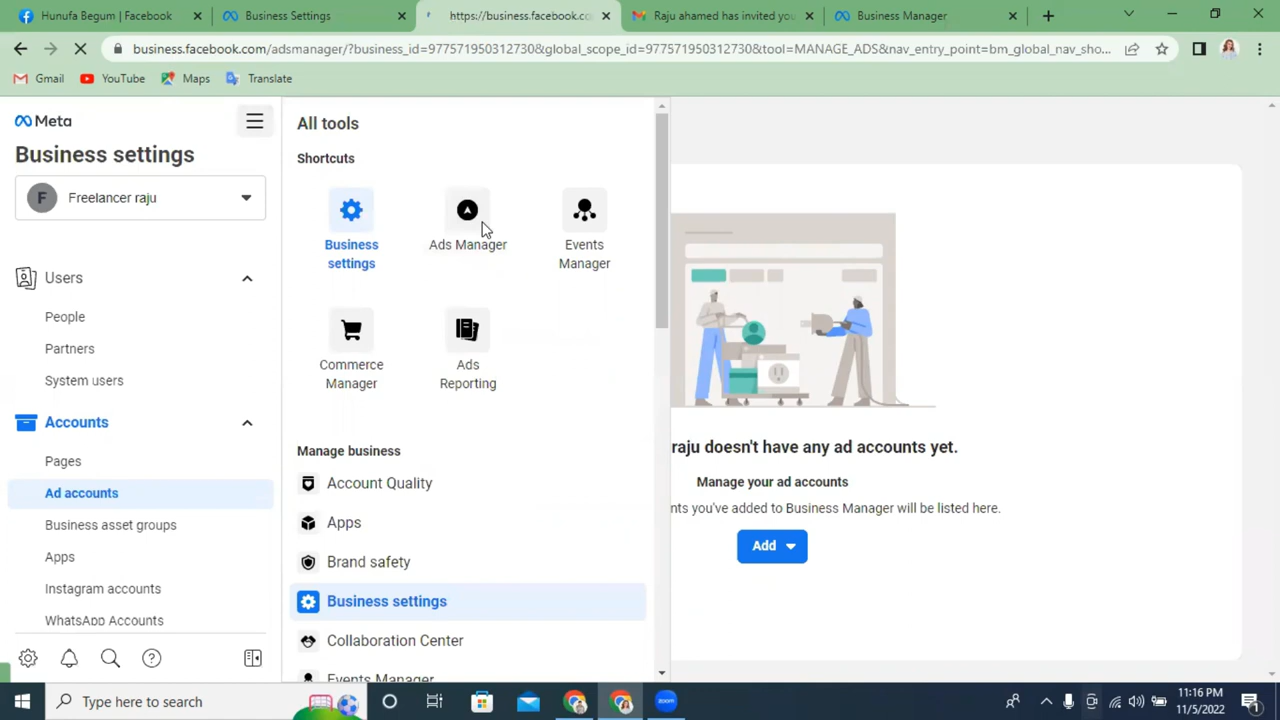 Hunufa Begum | Facebook
Business Settings
https://business.facebook.co
Raju ahamed has invited you
Business Manager
business.facebook.com/adsmanager/?business_id=977571950312730&global_scope_id=977571950312730&tool=MANAGE_ADS&nav_entry_point=bm_global_nav_sho...
Gmail
YouTube
Maps
Translate
Meta
Business settings
F
Freelancer raju
Users
People
Partners
System users
Accounts
Pages
Ad accounts
Business asset groups
Apps
Instagram accounts
WhatsApp Accounts
All tools
Shortcuts
Business settings
Ads Manager
Events Manager
Commerce Manager
Ads Reporting
Manage business
Account Quality
Apps
Brand safety
Business settings
Collaboration Center
Events Manager
raju doesn't have any ad accounts yet.
Manage your ad accounts
nts you've added to Business Manager will be listed here.
Add
Type here to search
zoom
11:16 PM
11/5/2022
1